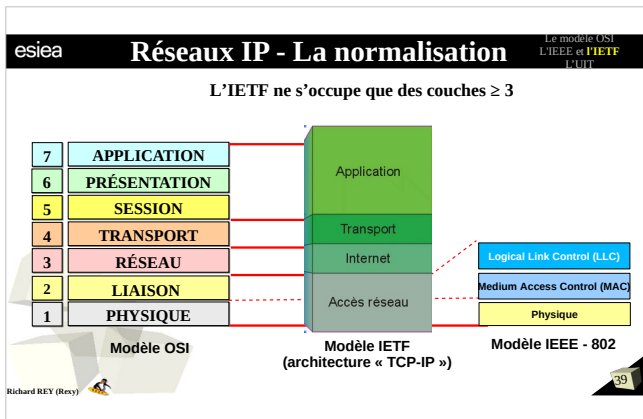 esiea
Réseaux IP - La normalisation
Le modèle OSI
L'IEEE et l'IETF
L'UIT
L'IETF ne s'occupe que des couches ≥ 3
7 APPLICATION
6 PRÉSENTATION
5 SESSION
4 TRANSPORT
3 RÉSEAU
2 LIAISON
1 PHYSIQUE
Modèle OSI
Application
Transport
Internet
Accès réseau
Modèle IETF
(architecture « TCP-IP »)
Logical Link Control (LLC)
Medium Access Control (MAC)
Physique
Modèle IEEE - 802
Richard REY (Rexy)
39